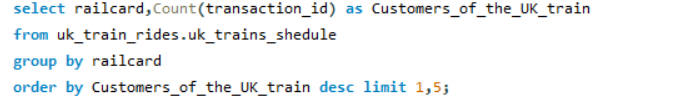 select railcard,Count(transaction_id) as Customers_of_the_UK_train
from uk_train_rides.uk_trains_shedule
group by railcard
order by Customers_of_the_UK_train desc limit 1,5;